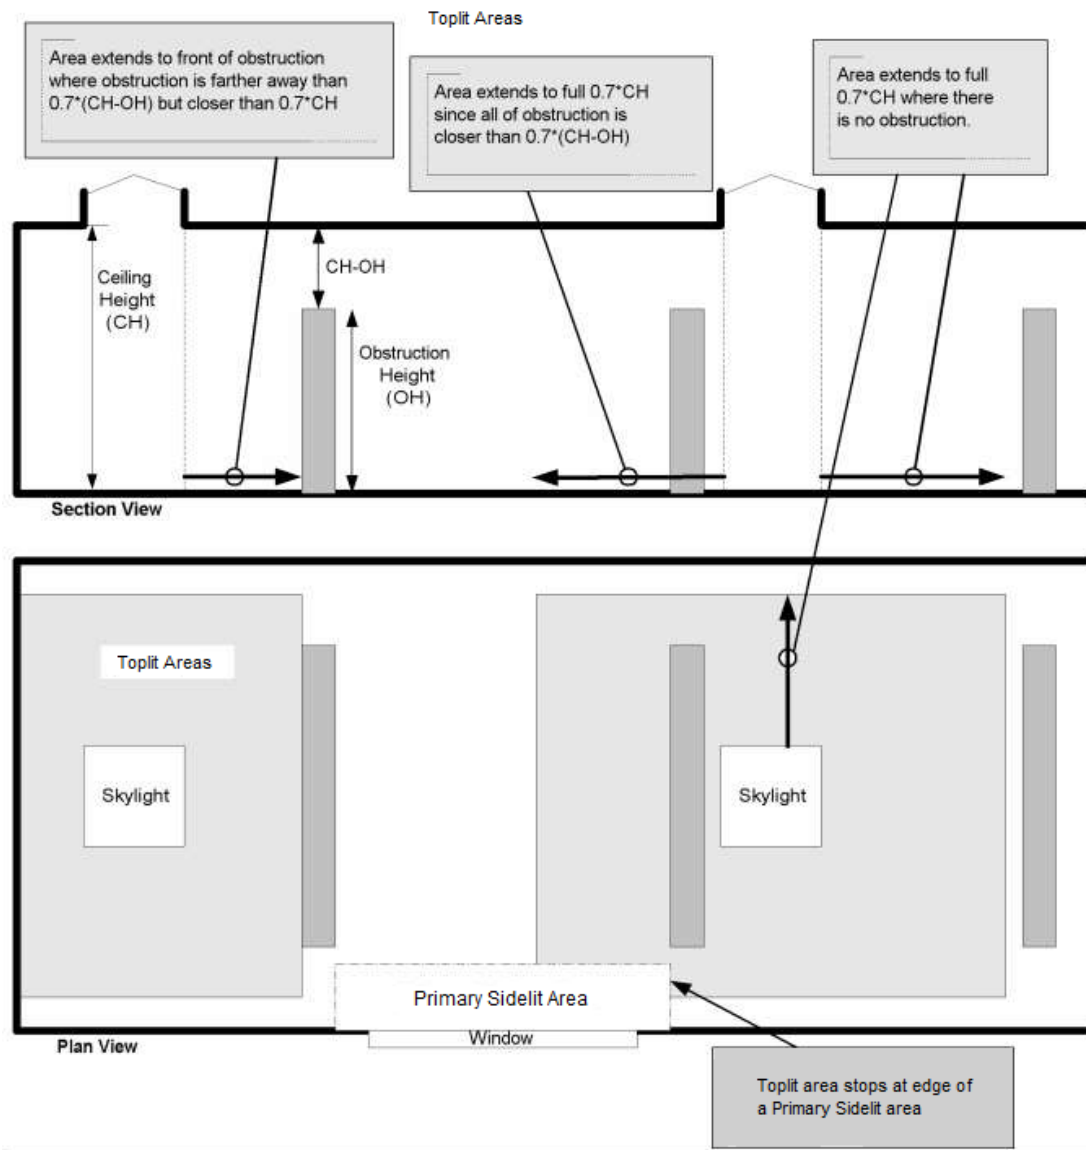 Toplit Areas
Area extends to front of obstruction
where obstruction is farther away than
0.7*(CH-OH) but closer than 0.7*CH
Area extends to full 0.7*CH
since all of obstruction is
closer than 0.7*(CH-OH)
Area extends to full
0.7*CH where there
is no obstruction.
Ceiling
Height
(CH)
CH-OH
Obstruction
Height
(OH)
Section View
Toplit Areas
Skylight
Skylight
Primary Sidelit Area
Window
Plan View
Toplit area stops at edge of
a Primary Sidelit area